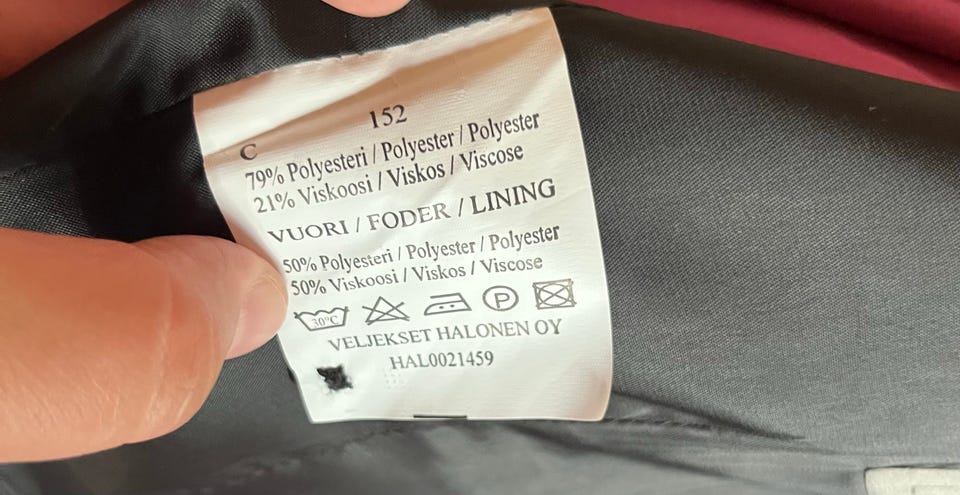 152
C
79% Polyesteri / Polyester / Polyester
21% Viskoosi / Viskos / Viscose
VUORI / FODER / LINING
50% Polyesteri / Polyester / Polyester
50% Viskoosi / Viskos / Viscose
30°C P
VELJEKSET HALONEN OY
HAL0021459